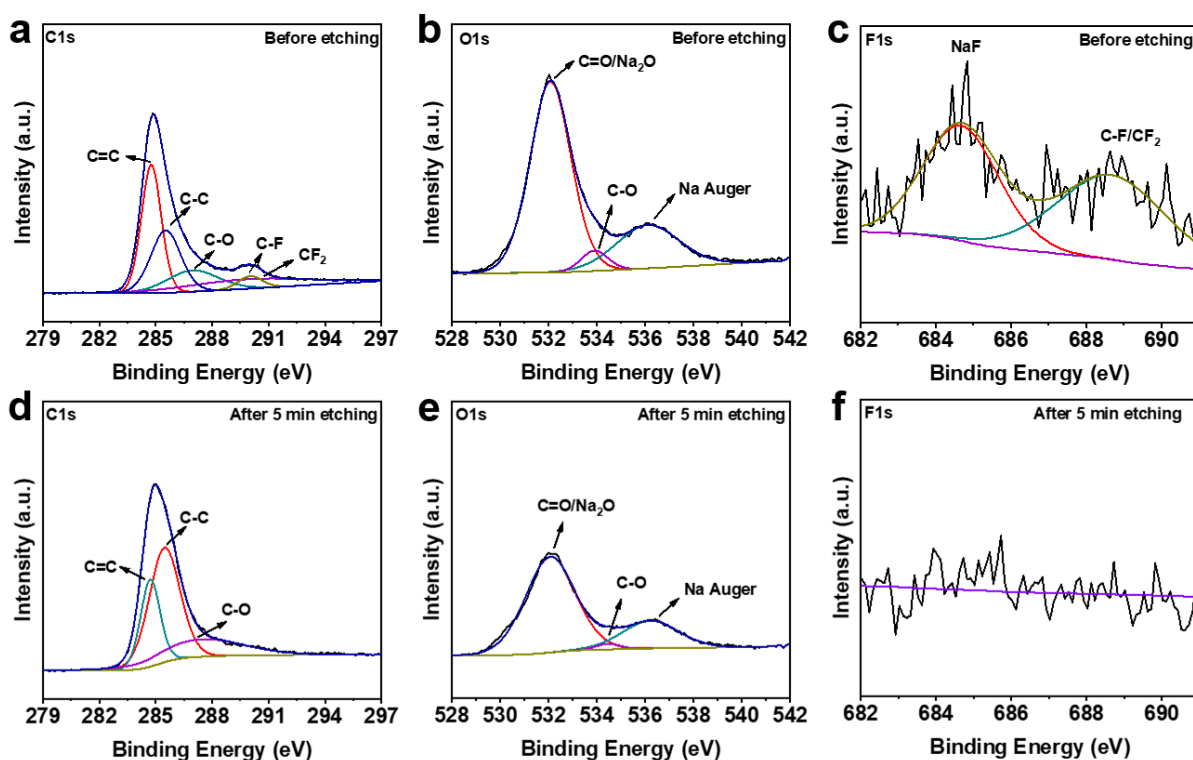 a
C1s
Before etching
C=C
C-C
C-O
C-F
CF₂
Intensity (a.u.)
279 282 285 288 291 294 297
Binding Energy (eV)
b
O1s
Before etching
C=O/Na₂O
C-O
Na Auger
Intensity (a.u.)
528 530 532 534 536 538 540 542
Binding Energy (eV)
c
F1s
Before etching
NaF
C-F/CF₂
Intensity (a.u.)
682 684 686 688 690
Binding Energy (eV)
d
C1s
After 5 min etching
C-C
C=C
C-O
Intensity (a.u.)
279 282 285 288 291 294 297
Binding Energy (eV)
e
O1s
After 5 min etching
C=O/Na₂O
C-O
Na Auger
Intensity (a.u.)
528 530 532 534 536 538 540 542
Binding Energy (eV)
f
F1s
After 5 min etching
Intensity (a.u.)
682 684 686 688 690
Binding Energy (eV)